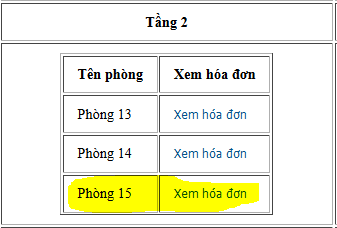 Tầng 2
Tên phòng Xem hóa đơn
Phòng 13 Xem hóa đơn
Phòng 14 Xem hóa đơn
Phòng 15 Xem hóa đơn